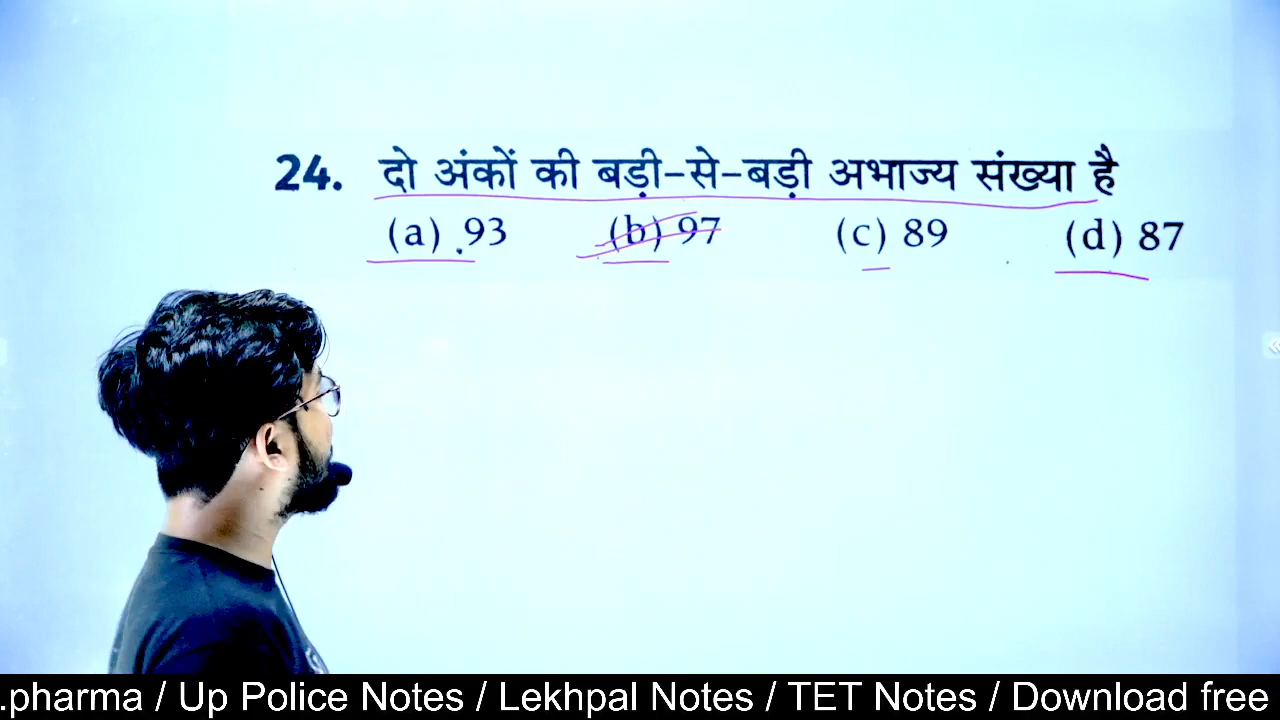 24. दो अंकों की बड़ी-से-बड़ी अभाज्य संख्या है
(a) 93 (b) 97 (c) 89 (d) 87
.pharma / Up Police Notes / Lekhpal Notes / TET Notes / Download free